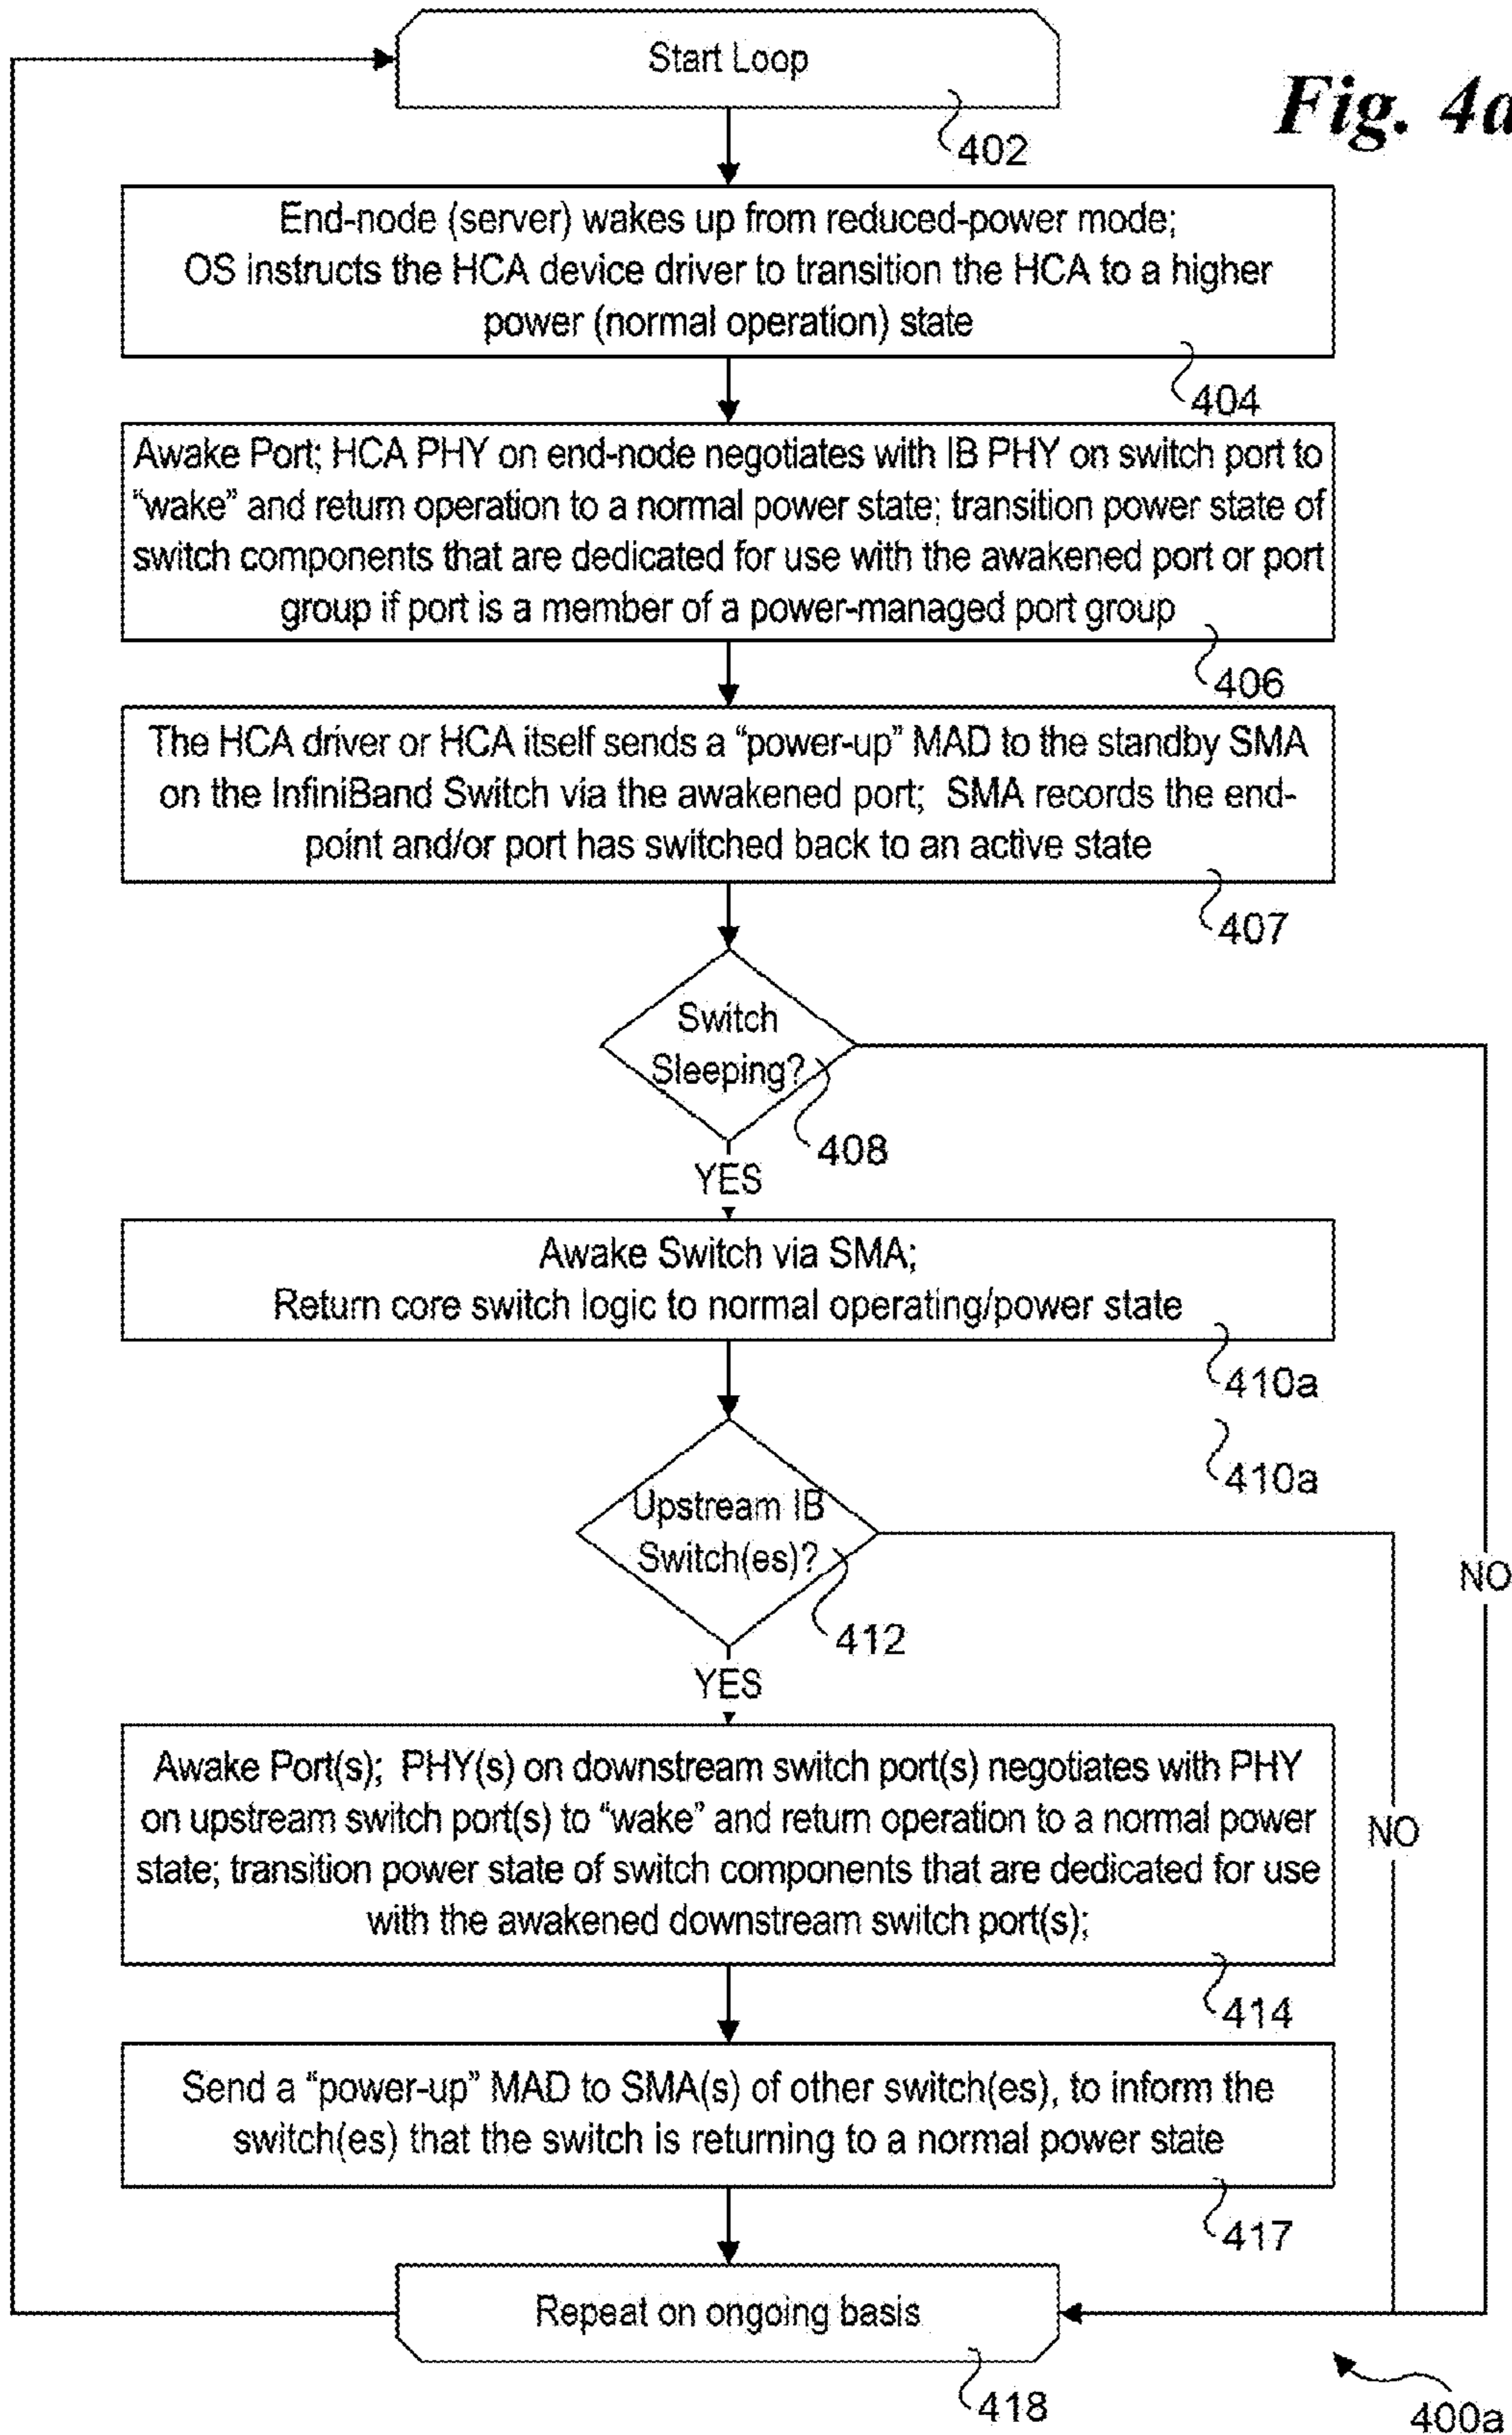 Start Loop
Fig. 4a
402
End-node (server) wakes up from reduced-power mode;
OS instructs the HCA device driver to transition the HCA to a higher
power (normal operation) state
404
Awake Port; HCA PHY on end-node negotiates with IB PHY on switch port to
“wake” and return operation to a normal power state; transition power state of
switch components that are dedicated for use with the awakened port or port
group if port is a member of a power-managed port group
406
The HCA driver or HCA itself sends a “power-up” MAD to the standby SMA
on the InfiniBand Switch via the awakened port; SMA records the end-
point and/or port has switched back to an active state
407
Switch
Sleeping?
408
YES
Awake Switch via SMA;
Return core switch logic to normal operating/power state
410a
410a
Upstream IB
Switch(es)?
NO
412
YES
Awake Port(s); PHY(s) on downstream switch port(s) negotiates with PHY
on upstream switch port(s) to “wake” and return operation to a normal power
NO
state; transition power state of switch components that are dedicated for use
with the awakened downstream switch port(s);
414
Send a “power-up” MAD to SMA(s) of other switch(es), to inform the
switch(es) that the switch is returning to a normal power state
417
Repeat on ongoing basis
418
400a